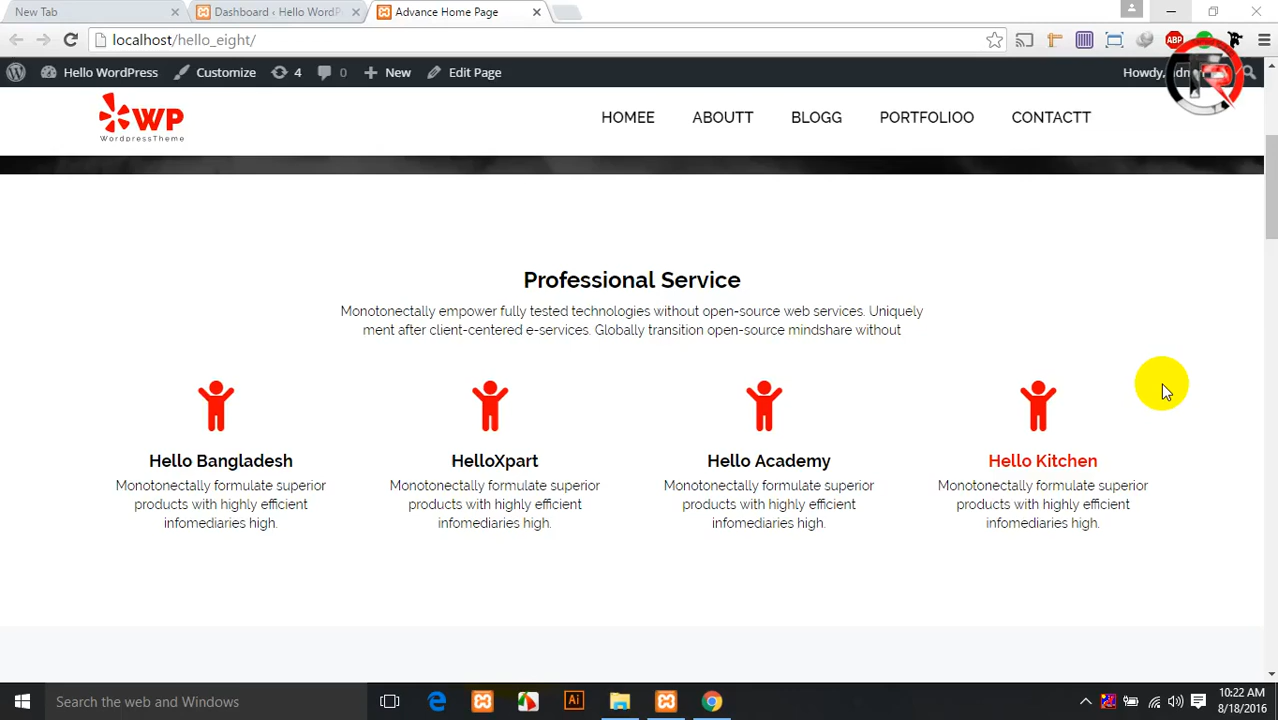 New Tab
Dashboard ‹ Hello WordP
Advance Home Page
localhost/hello_eight/
ABP
Hello WordPress
Customize
4
0
New
Edit Page
Howdy,
WP
WordpressTheme
HOMEE
ABOUTT
BLOGG
PORTFOLIOO
CONTACTT
Professional Service
Monotonectally empower fully tested technologies without open-source web services. Uniquely
ment after client-centered e-services. Globally transition open-source mindshare without
Hello Bangladesh
HelloXpart
Hello Academy
Hello Kitchen
Monotonectally formulate superior
products with highly efficient
infomediaries high.
Monotonectally formulate superior
products with highly efficient
infomediaries high.
Monotonectally formulate superior
products with highly efficient
infomediaries high.
Monotonectally formulate superior
products with highly efficient
infomediaries high.
Search the web and Windows
Ai
10:22 AM
8/18/2016